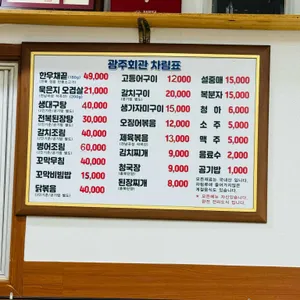 광주회관 차림표
한우채끝 (180g) 49,000
묵은지 오겹살 21,000
생대구탕 40,000
전복된장탕 30,000
갈치조림 40,000
병어조림 60,000
꼬막무침 40,000
꼬막비빔밥 15,000
닭볶음 40,000
고등어구이 12,000
갈치구이 20,000
생가자미구이 15,000
오징어볶음 12,000
제육볶음 13,000
김치찌개 9,000
청국장 9,000
된장찌개 8,000
설중매 15,000
복분자 15,000
청 하 6,000
소 주 5,000
맥 주 5,000
음료수 2,000
공기밥 1,000